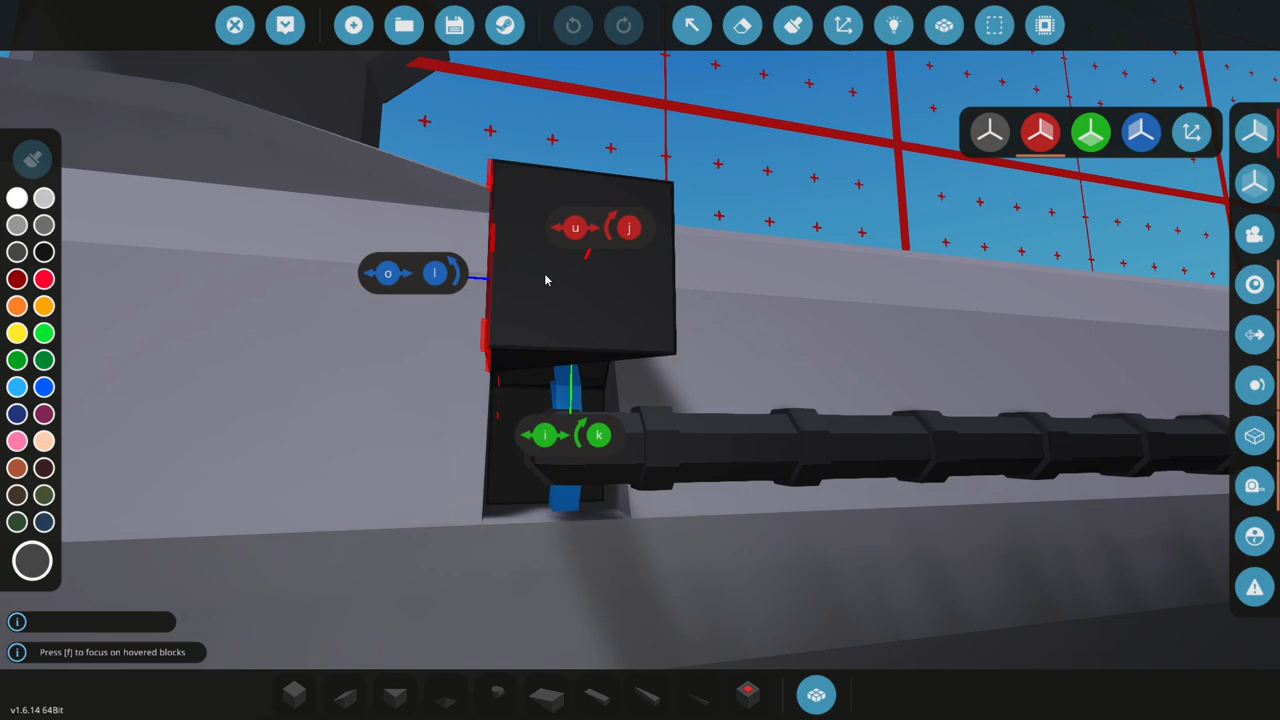 u j
o l
i k
Press [f] to focus on hovered blocks
v1.6.14 64Bit